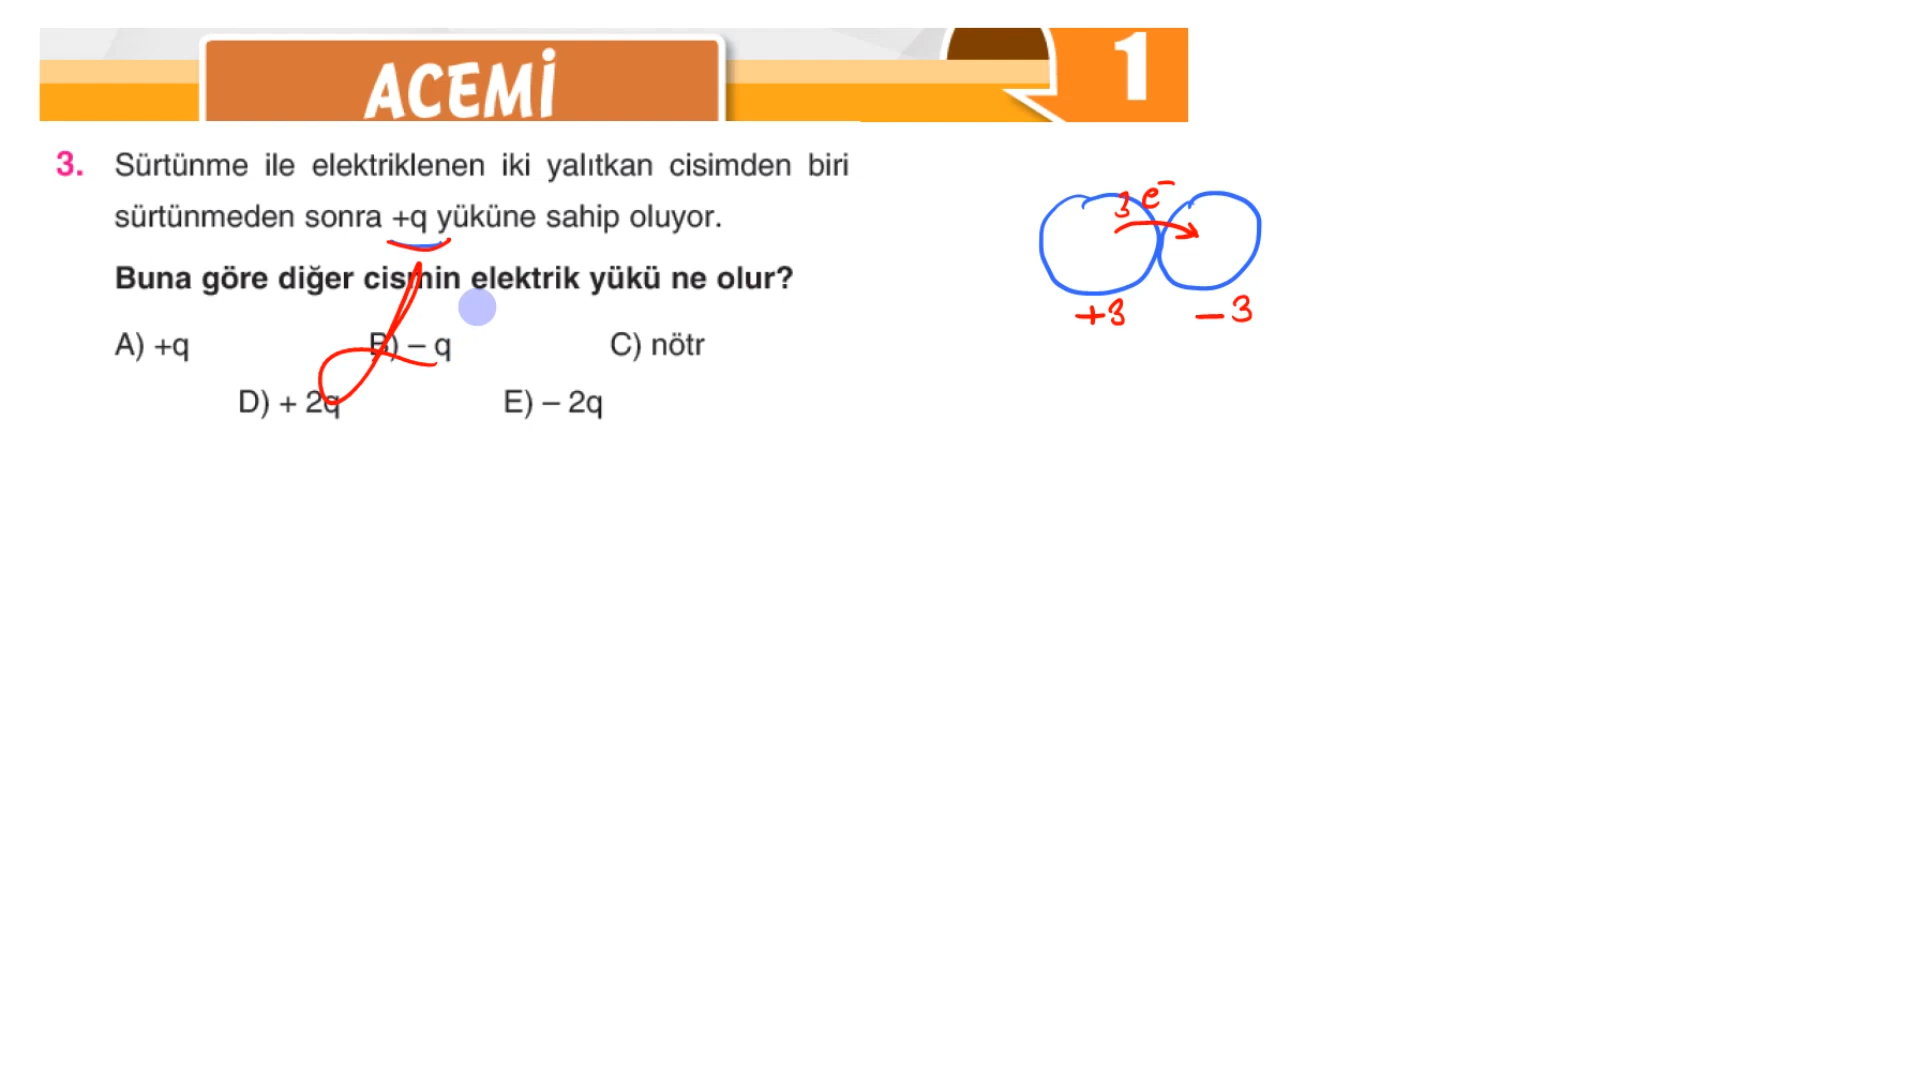 ACEMİ
1
3. Sürtünme ile elektriklenen iki yalıtkan cisimden biri
sürtünmeden sonra +q yüküne sahip oluyor.
Buna göre diğer cismin elektrik yükü ne olur?
A) +q B) – q C) nötr
D) + 2q E) – 2q
3 e⁻
+3 – 3